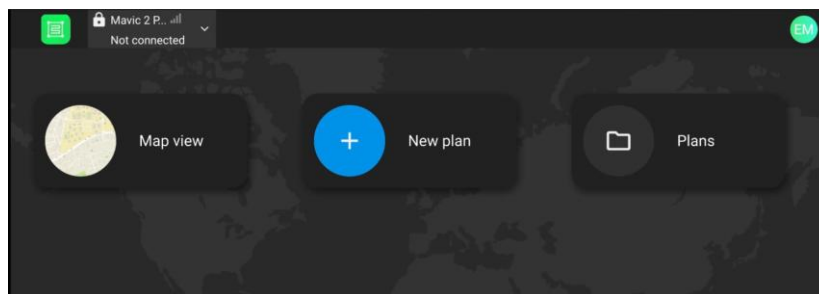 Mavic 2 P...
Not connected
EM
Map view
New plan
Plans